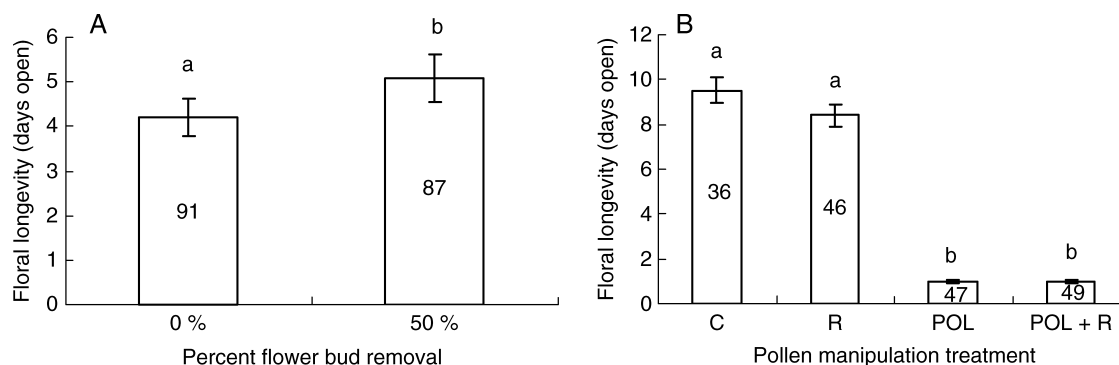 A
Floral longevity (days open)
6
5
4
3
2
1
0
a
b
91
87
0 %
50 %
Percent flower bud removal
B
Floral longevity (days open)
12
10
8
6
4
2
0
a
a
b
b
36
46
47
49
C
R
POL
POL + R
Pollen manipulation treatment